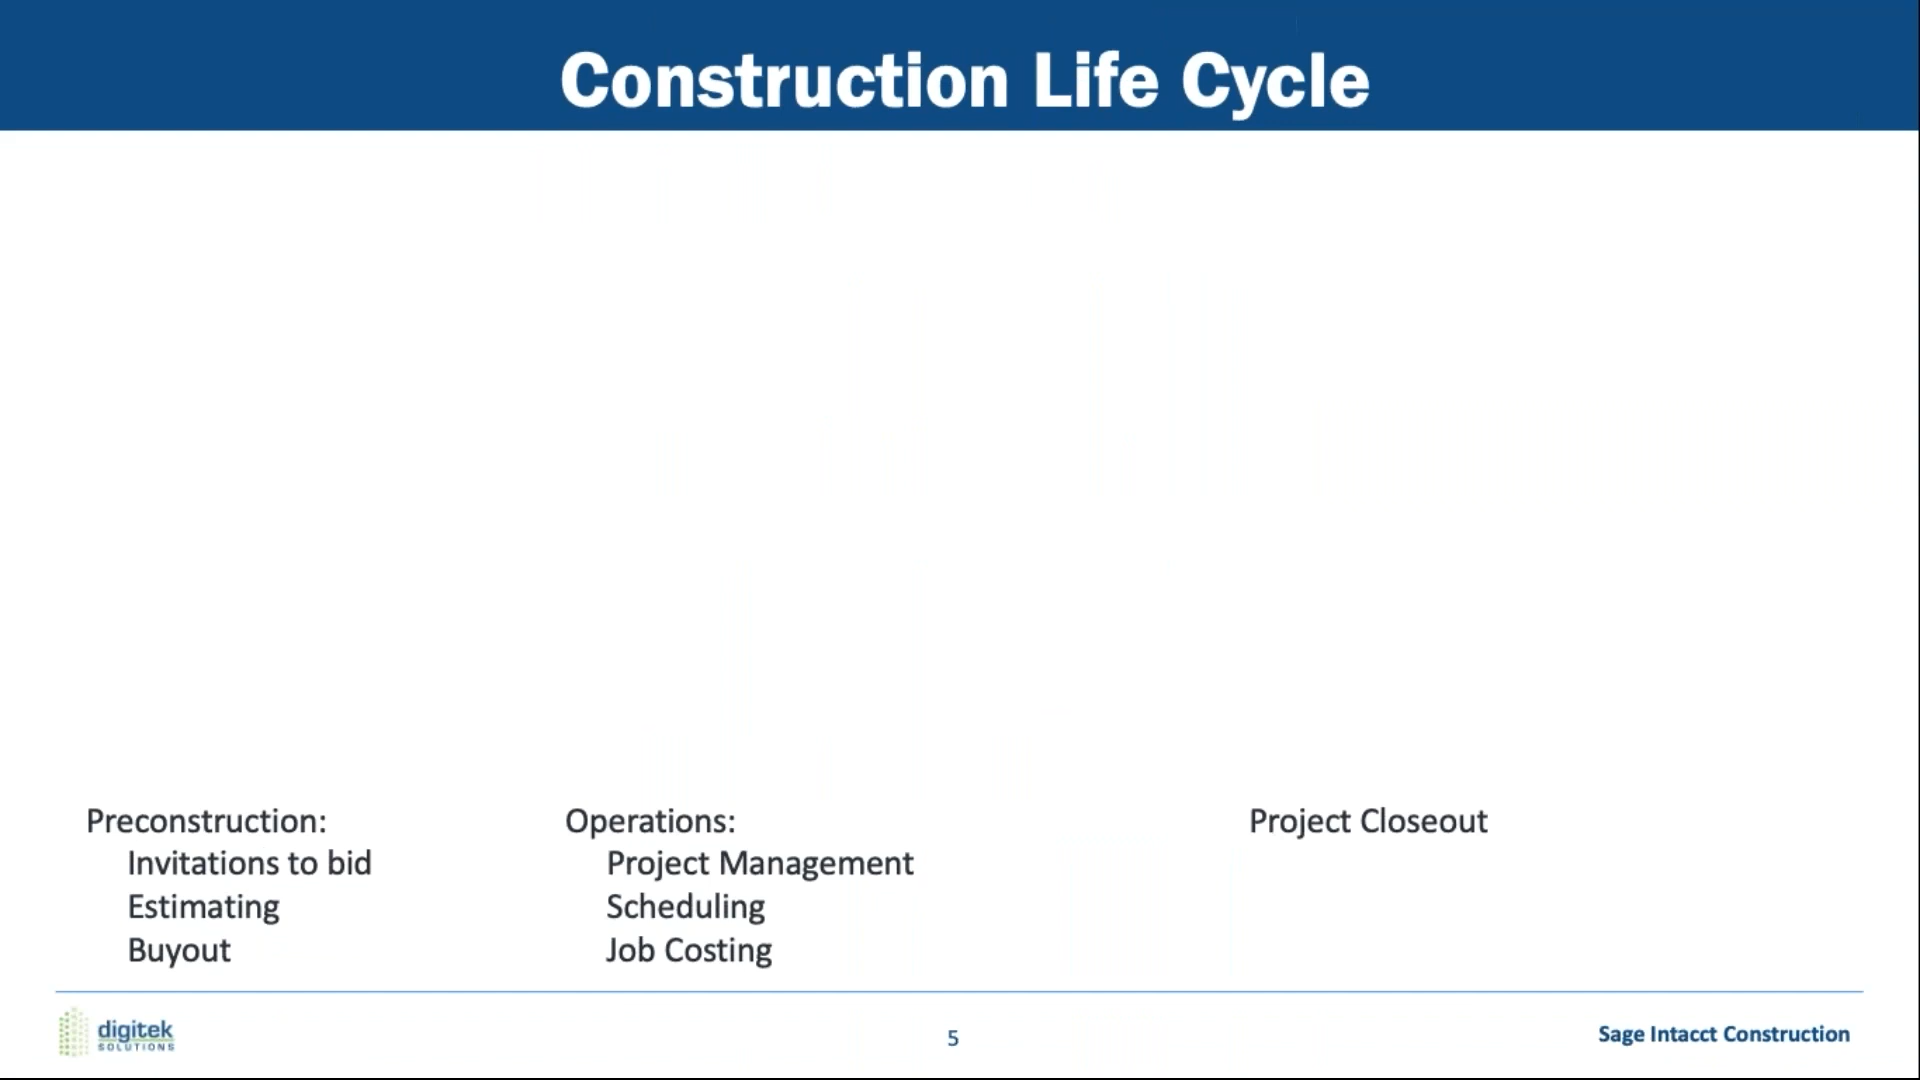 Construction Life Cycle
Preconstruction:
Invitations to bid
Estimating
Buyout
Operations:
Project Management
Scheduling
Job Costing
Project Closeout
digitek
SOLUTIONS
5
Sage Intacct Construction